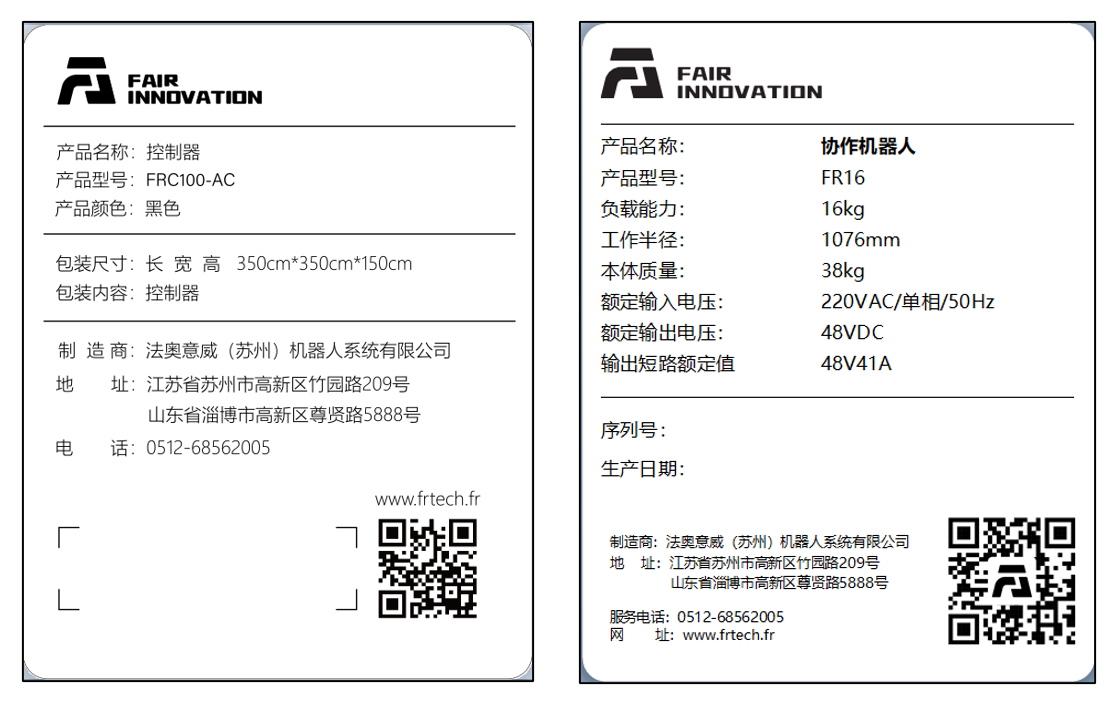 FAIR
INNOVATION
产品名称：控制器
产品型号：FRC100-AC
产品颜色：黑色
包装尺寸：长 宽 高 350cm*350cm*150cm
包装内容：控制器
制 造 商：法奥意威（苏州）机器人系统有限公司
地 址：江苏省苏州市高新区竹园路209号
山东省淄博市高新区尊贤路5888号
电 话：0512-68562005
www.frtech.fr
FAIR
INNOVATION
产品名称： 协作机器人
产品型号： FR16
负载能力： 16kg
工作半径： 1076mm
本体质量： 38kg
额定输入电压： 220VAC/单相/50Hz
额定输出电压： 48VDC
输出短路额定值 48V41A
序列号：
生产日期：
制造商：法奥意威（苏州）机器人系统有限公司
地 址：江苏省苏州市高新区竹园路209号
山东省淄博市高新区尊贤路5888号
服务电话：0512-68562005
网 址：www.frtech.fr